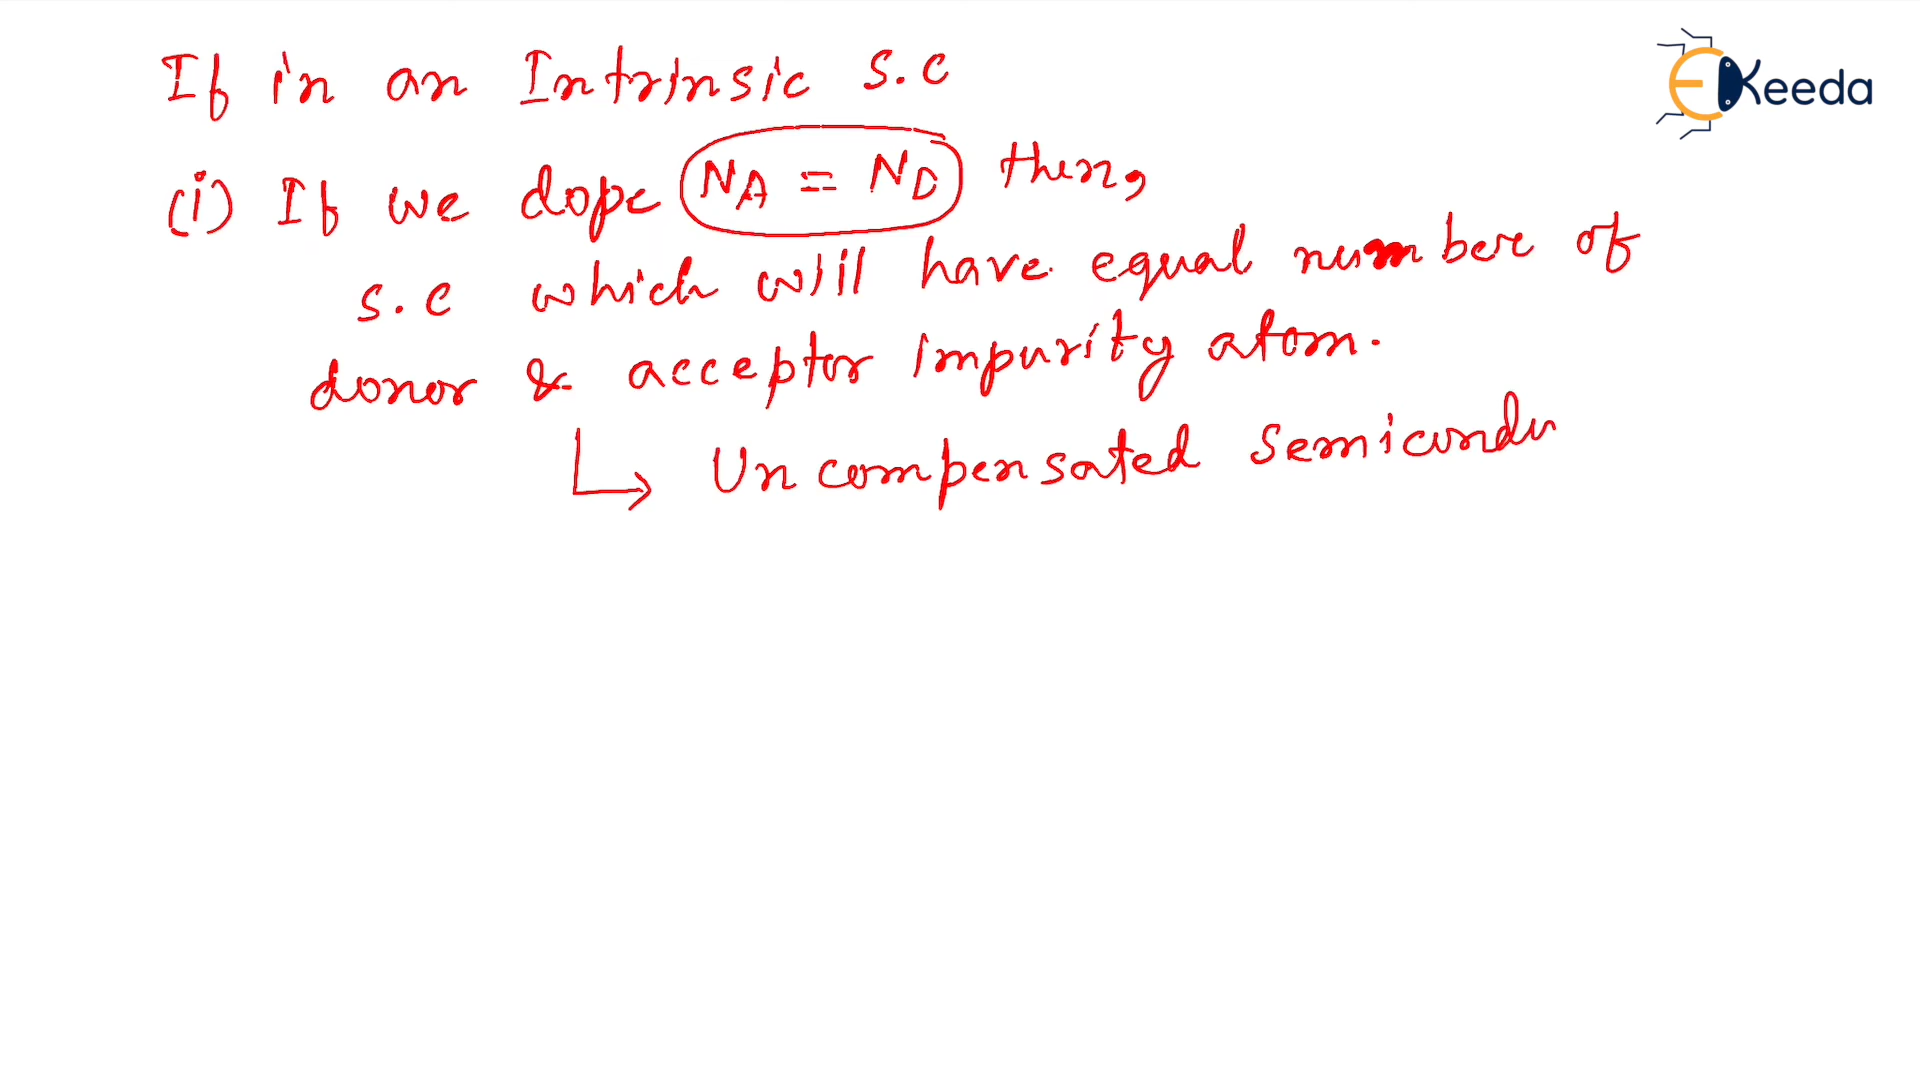 If in an Intrinsic S.C
EKeeda
(i) If we dope NA = ND then,
S.C which will have equal number of
donor & acceptor impurity atom.
Uncompensated Semicondu